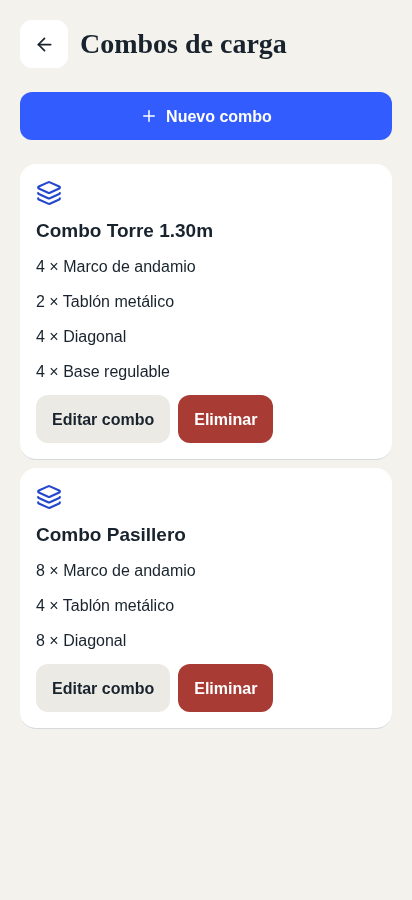 Combos de carga
Nuevo combo
Combo Torre 1.30m
4 × Marco de andamio
2 × Tablón metálico
4 × Diagonal
4 × Base regulable
Editar combo Eliminar
Combo Pasillero
8 × Marco de andamio
4 × Tablón metálico
8 × Diagonal
Editar combo Eliminar